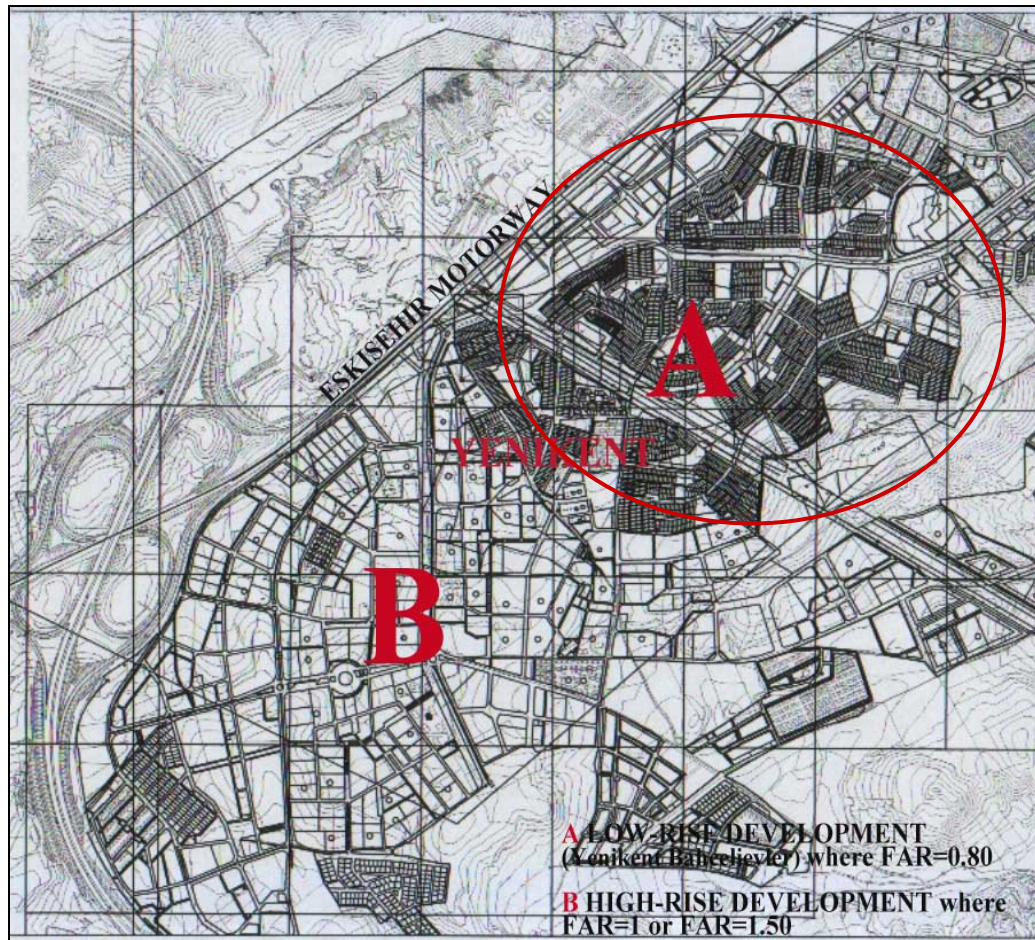 ESKISEHIR MOTORWAY
A
YENIKENT
B
A LOW-RISE DEVELOPMENT
(Yenikent Bahcelievler) where FAR=0.80
B HIGH-RISE DEVELOPMENT where
FAR=1 or FAR=1.50